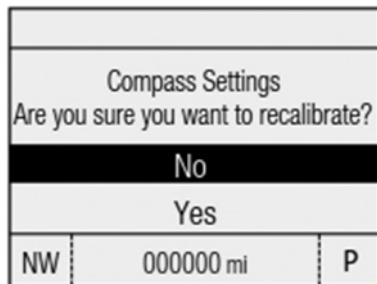 Compass Settings
Are you sure you want to recalibrate?
No
Yes
NW 000000 mi P